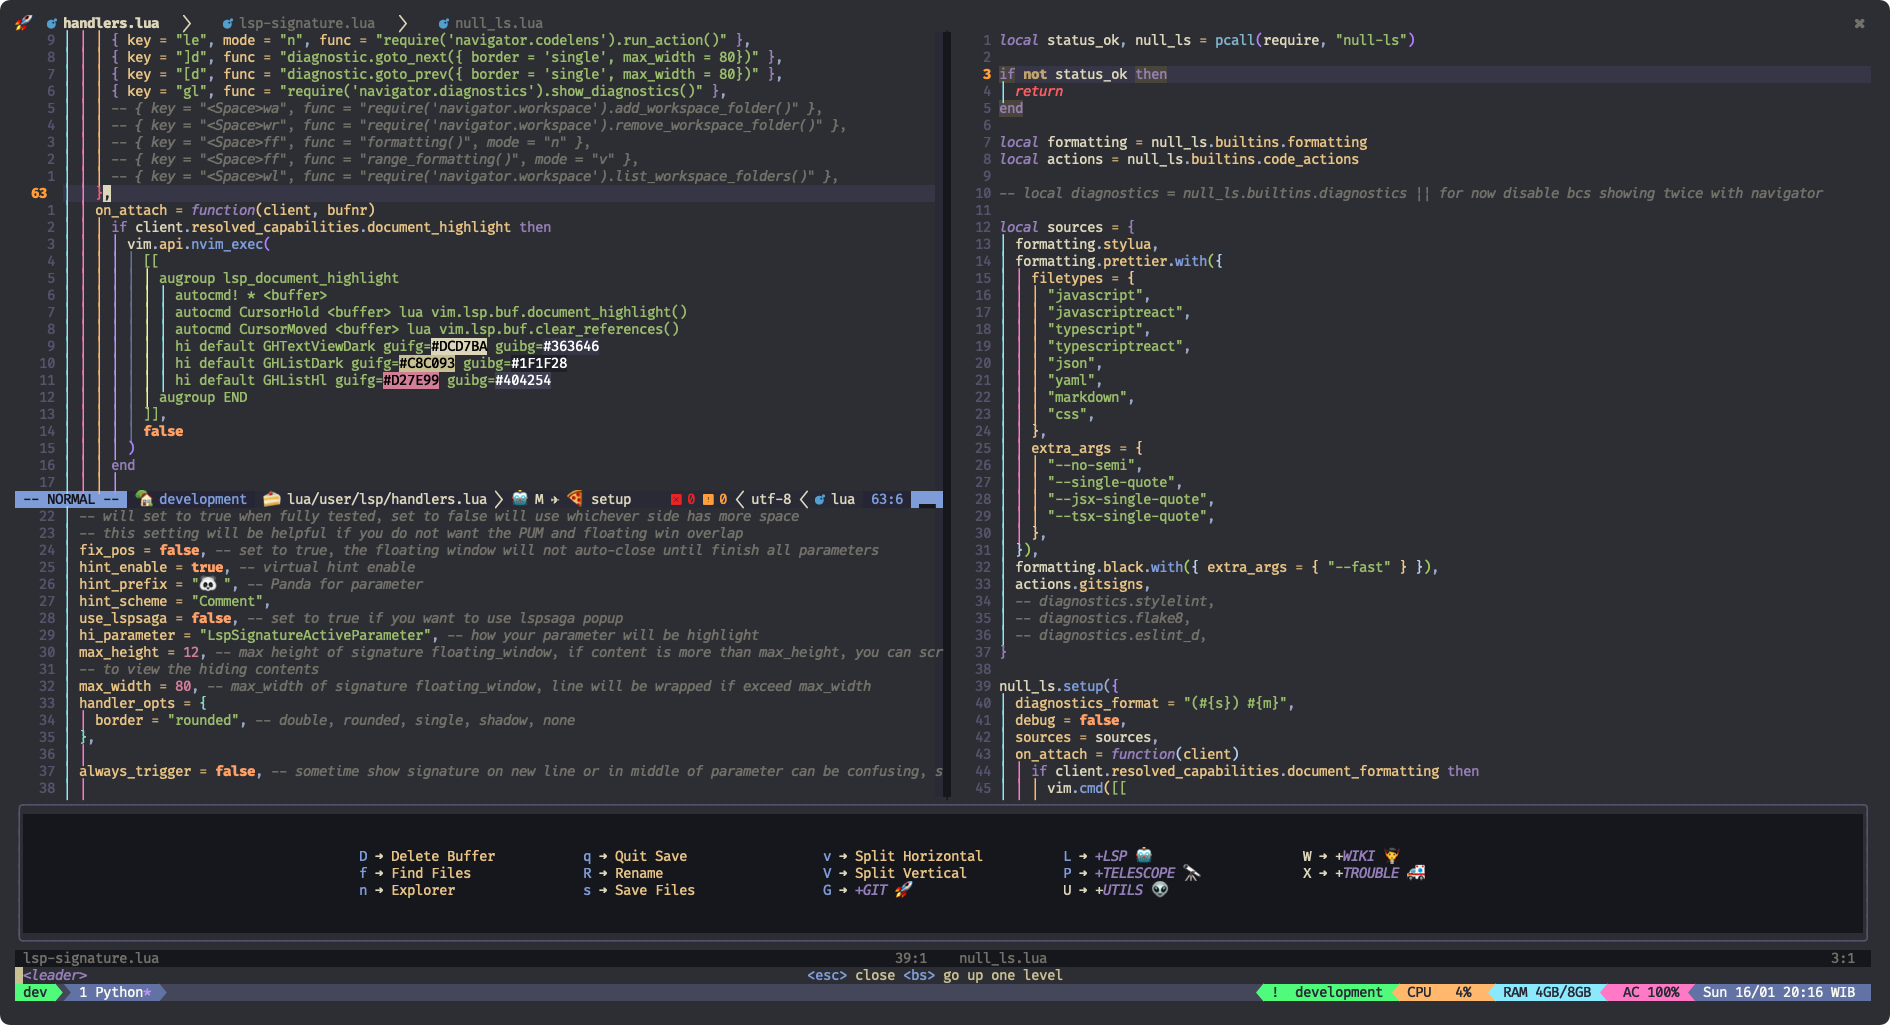 handlers.lua lsp-signature.lua null_ls.lua ✖
9 { key = "le", mode = "n", func = "require('navigator.codelens').run_action()" },
8 { key = "]d", func = "diagnostic.goto_next({ border = 'single', max_width = 80})" },
7 { key = "[d", func = "diagnostic.goto_prev({ border = 'single', max_width = 80})" },
6 { key = "gl", func = "require('navigator.diagnostics').show_diagnostics()" },
5 -- { key = "<Space>wa", func = "require('navigator.workspace').add_workspace_folder()" },
4 -- { key = "<Space>wr", func = "require('navigator.workspace').remove_workspace_folder()" },
3 -- { key = "<Space>ff", func = "formatting()", mode = "n" },
2 -- { key = "<Space>ff", func = "range_formatting()", mode = "v" },
1 -- { key = "<Space>wl", func = "require('navigator.workspace').list_workspace_folders()" },
63 },
1 on_attach = function(client, bufnr)
2 if client.resolved_capabilities.document_highlight then
3 vim.api.nvim_exec(
4 [[
5 augroup lsp_document_highlight
6 autocmd! * <buffer>
7 autocmd CursorHold <buffer> lua vim.lsp.buf.document_highlight()
8 autocmd CursorMoved <buffer> lua vim.lsp.buf.clear_references()
9 hi default GHTextViewDark guifg=#DCD7BA guibg=#363646
10 hi default GHListDark guifg=#C8C093 guibg=#1F1F28
11 hi default GHListHl guifg=#D27E99 guibg=#404254
12 augroup END
13 ]],
14 false
15 )
16 end
17
-- NORMAL -- development lua/user/lsp/handlers.lua M setup 0 0 utf-8 lua 63:6
22 -- will set to true when fully tested, set to false will use whichever side has more space
23 -- this setting will be helpful if you do not want the PUM and floating win overlap
24 fix_pos = false, -- set to true, the floating window will not auto-close until finish all parameters
25 hint_enable = true, -- virtual hint enable
26 hint_prefix = "🐼 ", -- Panda for parameter
27 hint_scheme = "Comment",
28 use_lspsaga = false, -- set to true if you want to use lspsaga popup
29 hi_parameter = "LspSignatureActiveParameter", -- how your parameter will be highlight
30 max_height = 12, -- max height of signature floating_window, if content is more than max_height, you can scr
31 -- to view the hiding contents
32 max_width = 80, -- max_width of signature floating_window, line will be wrapped if exceed max_width
33 handler_opts = {
34 border = "rounded", -- double, rounded, single, shadow, none
35 },
36
37 always_trigger = false, -- sometime show signature on new line or in middle of parameter can be confusing, s
38
1 local status_ok, null_ls = pcall(require, "null-ls")
2
3 if not status_ok then
4 return
5 end
6
7 local formatting = null_ls.builtins.formatting
8 local actions = null_ls.builtins.code_actions
9
10 -- local diagnostics = null_ls.builtins.diagnostics || for now disable bcs showing twice with navigator
11
12 local sources = {
13 formatting.stylua,
14 formatting.prettier.with({
15 filetypes = {
16 "javascript",
17 "javascriptreact",
18 "typescript",
19 "typescriptreact",
20 "json",
21 "yaml",
22 "markdown",
23 "css",
24 },
25 extra_args = {
26 "--no-semi",
27 "--single-quote",
28 "--jsx-single-quote",
29 "--tsx-single-quote",
30 },
31 }),
32 formatting.black.with({ extra_args = { "--fast" } }),
33 actions.gitsigns,
34 -- diagnostics.stylelint,
35 -- diagnostics.flake8,
36 -- diagnostics.eslint_d,
37 }
38
39 null_ls.setup({
40 diagnostics_format = "(#{s}) #{m}",
41 debug = false,
42 sources = sources,
43 on_attach = function(client)
44 if client.resolved_capabilities.document_formatting then
45 vim.cmd([[
D → Delete Buffer q → Quit Save v → Split Horizontal L → +LSP W → +WIKI
f → Find Files R → Rename V → Split Vertical P → +TELESCOPE X → +TROUBLE
n → Explorer s → Save Files G → +GIT U → +UTILS
lsp-signature.lua 39:1 null_ls.lua 3:1
<leader> <esc> close <bs> go up one level
dev 1 Python* ! development CPU 4% RAM 4GB/8GB AC 100% Sun 16/01 20:16 WIB